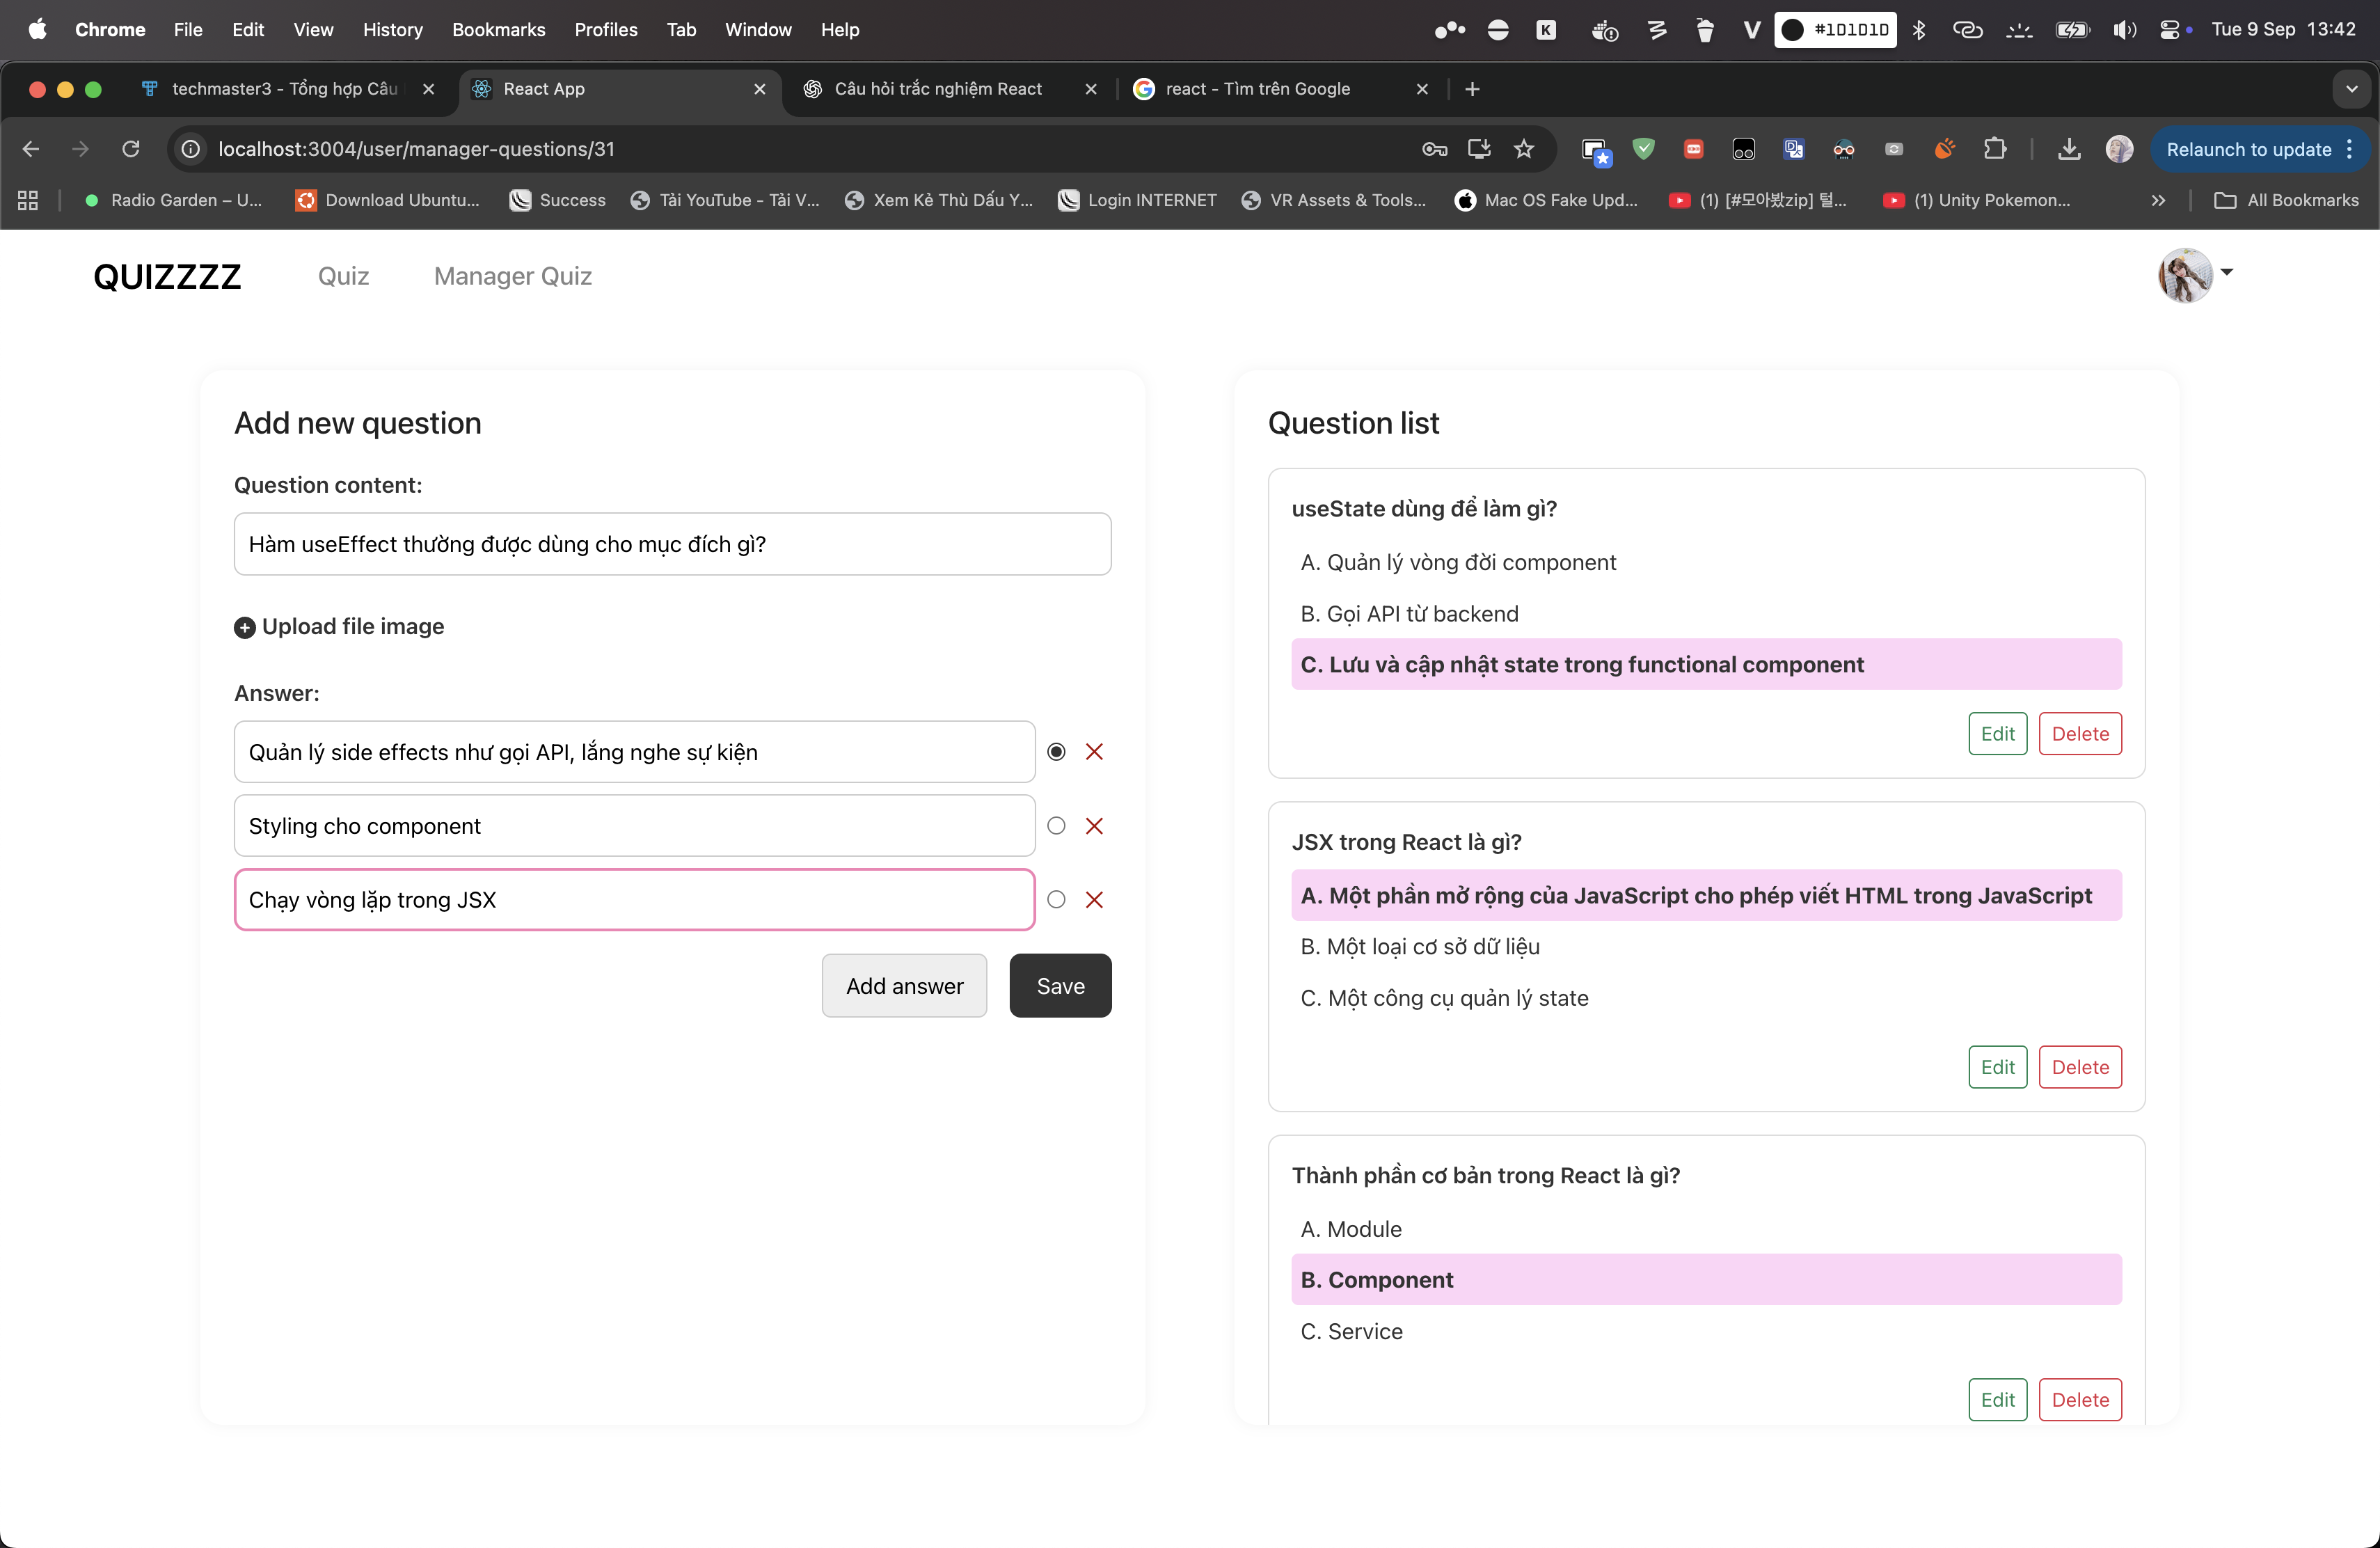 Chrome File Edit View History Bookmarks Profiles Tab Window Help
K V #1D1D1D Tue 9 Sep 13:42
techmaster3 - Tổng hợp Câu
React App
Câu hỏi trắc nghiệm React
react - Tìm trên Google
localhost:3004/user/manager-questions/31
Relaunch to update
Radio Garden – U...
Download Ubuntu...
Success
Tải YouTube - Tải V...
Xem Kẻ Thù Dấu Y...
Login INTERNET
VR Assets & Tools...
Mac OS Fake Upd...
(1) [#모아봤zip] 털...
(1) Unity Pokemon...
All Bookmarks
QUIZZZZ
Quiz
Manager Quiz
Add new question
Question content:
Hàm useEffect thường được dùng cho mục đích gì?
Upload file image
Answer:
Quản lý side effects như gọi API, lắng nghe sự kiện
Styling cho component
Chạy vòng lặp trong JSX
Add answer
Save
Question list
useState dùng để làm gì?
A. Quản lý vòng đời component
B. Gọi API từ backend
C. Lưu và cập nhật state trong functional component
Edit
Delete
JSX trong React là gì?
A. Một phần mở rộng của JavaScript cho phép viết HTML trong JavaScript
B. Một loại cơ sở dữ liệu
C. Một công cụ quản lý state
Edit
Delete
Thành phần cơ bản trong React là gì?
A. Module
B. Component
C. Service
Edit
Delete